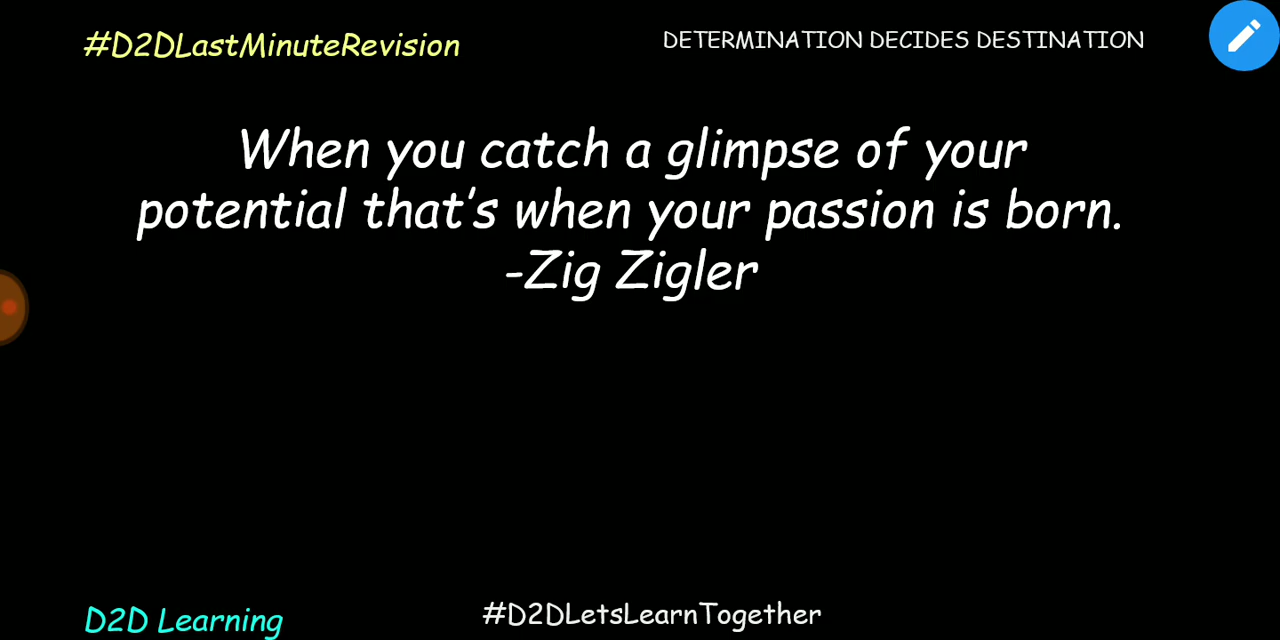 #D2DLastMinuteRevision
DETERMINATION DECIDES DESTINATION
When you catch a glimpse of your
potential that’s when your passion is born.
-Zig Zigler
D2D Learning
#D2DLetsLearnTogether